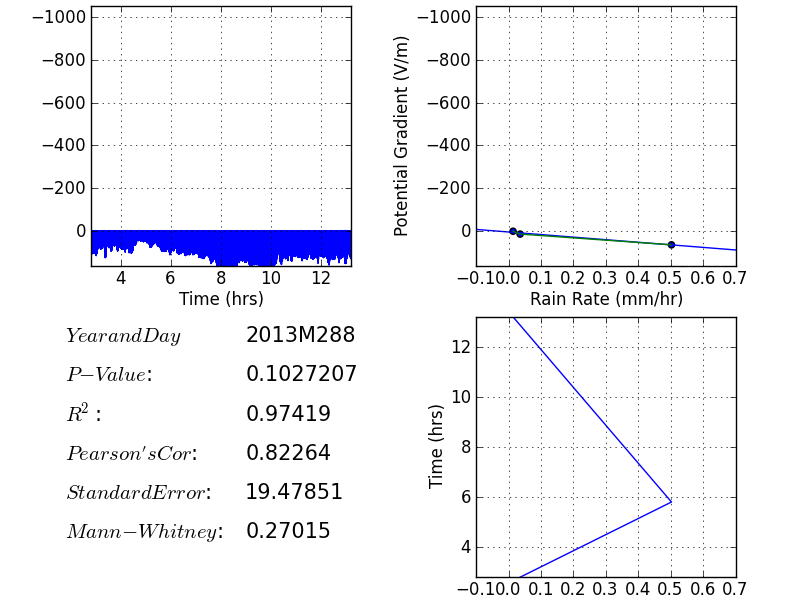 −1000
−800
−600
−400
−200
0
4 6 8 10 12
Time (hrs)
Potential Gradient (V/m)
−1000
−800
−600
−400
−200
0
−0.1 0.0 0.1 0.2 0.3 0.4 0.5 0.6 0.7
Rain Rate (mm/hr)
YearandDay 2013M288
P−Value: 0.1027207
R²: 0.97419
Pearson'sCor: 0.82264
StandardError: 19.47851
Mann−Whitney: 0.27015
Time (hrs)
12
10
8
6
4
−0.1 0.0 0.1 0.2 0.3 0.4 0.5 0.6 0.7